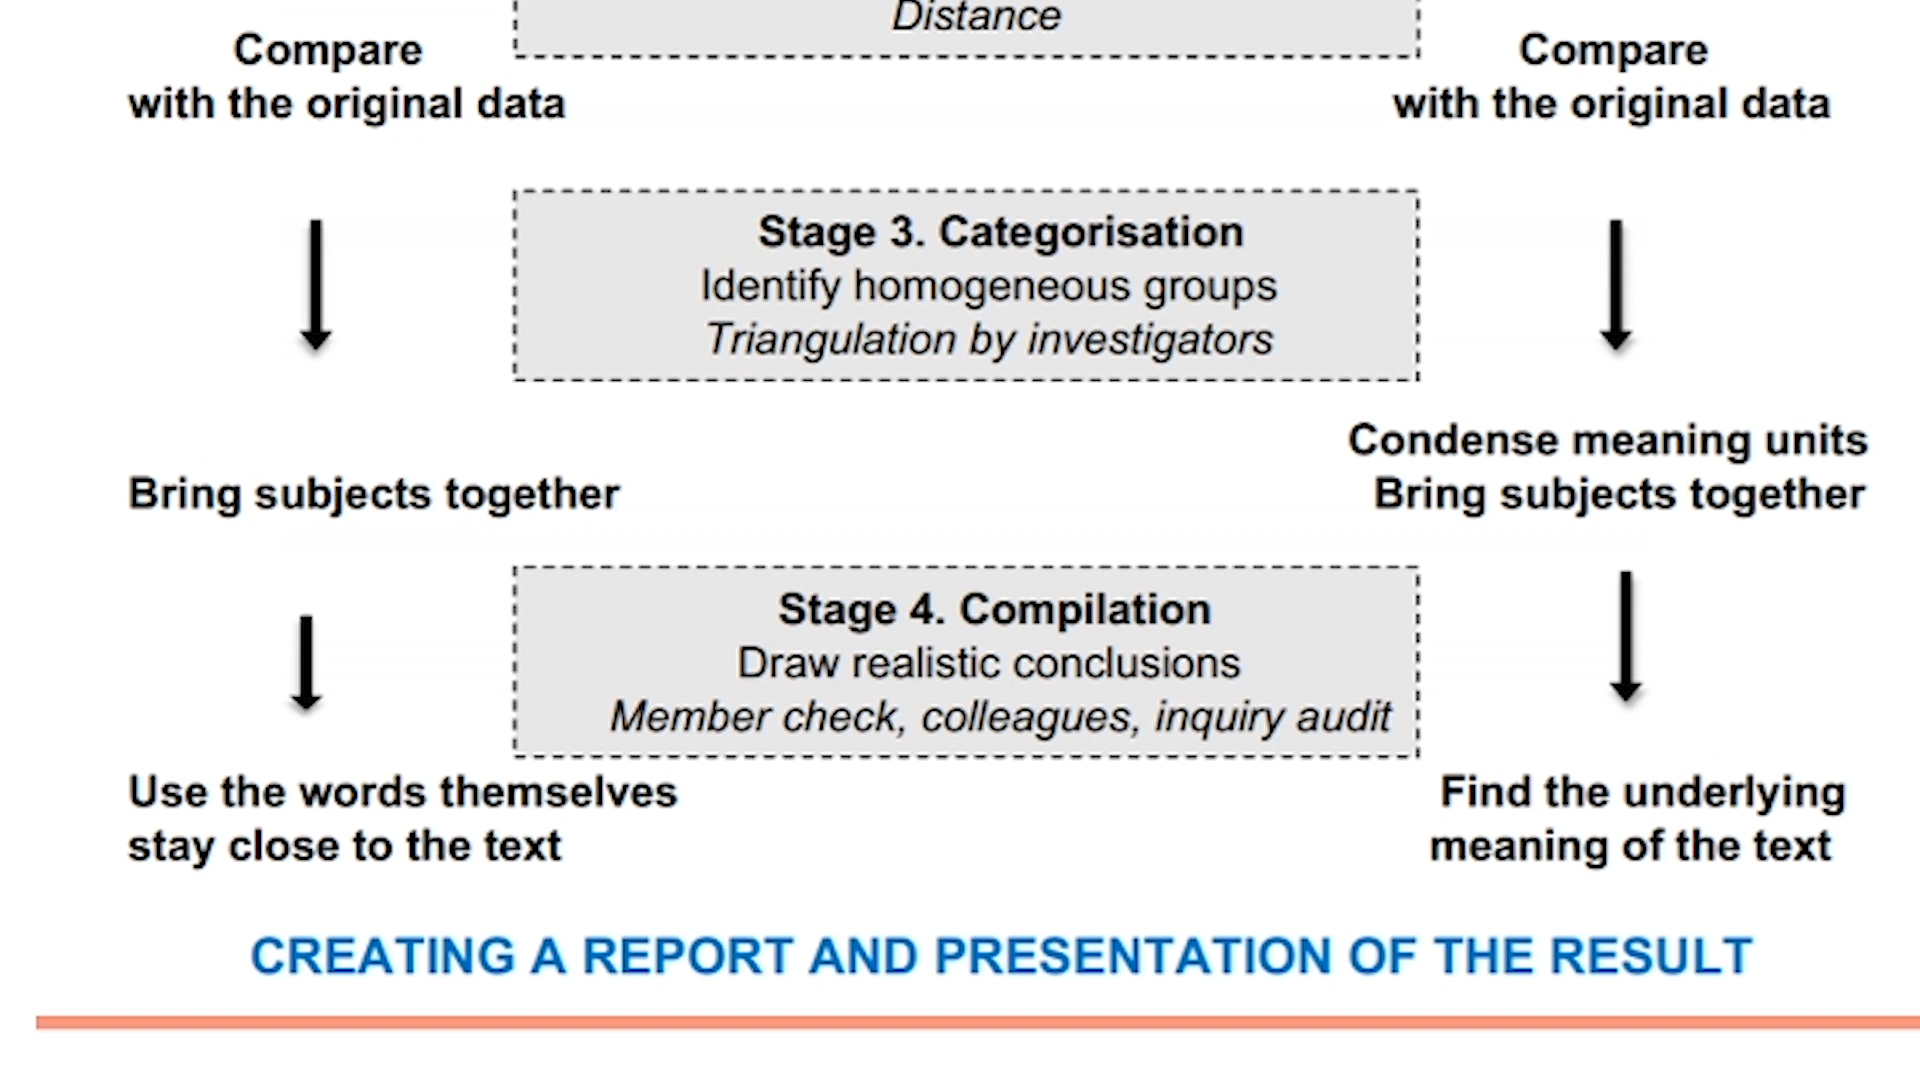 Distance
Compare
with the original data
Compare
with the original data
Stage 3. Categorisation
Identify homogeneous groups
Triangulation by investigators
Bring subjects together
Condense meaning units
Bring subjects together
Stage 4. Compilation
Draw realistic conclusions
Member check, colleagues, inquiry audit
Use the words themselves
stay close to the text
Find the underlying
meaning of the text
CREATING A REPORT AND PRESENTATION OF THE RESULT